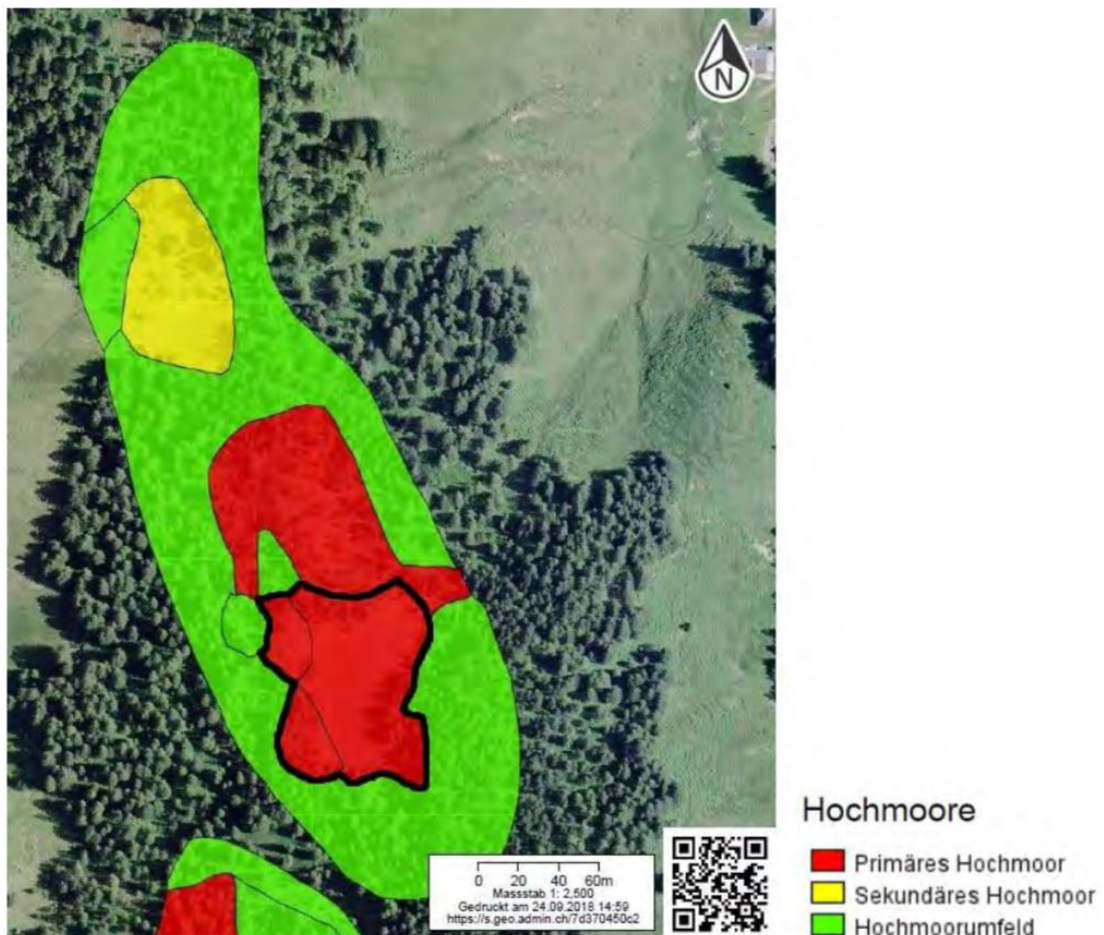 N
0 20 40 60m
Massstab 1: 2,500
Gedruckt am 24.09.2018 14:59
https://s.geo.admin.ch/7d370450c2
Hochmoore
Primäres Hochmoor
Sekundäres Hochmoor
Hochmoorumfeld